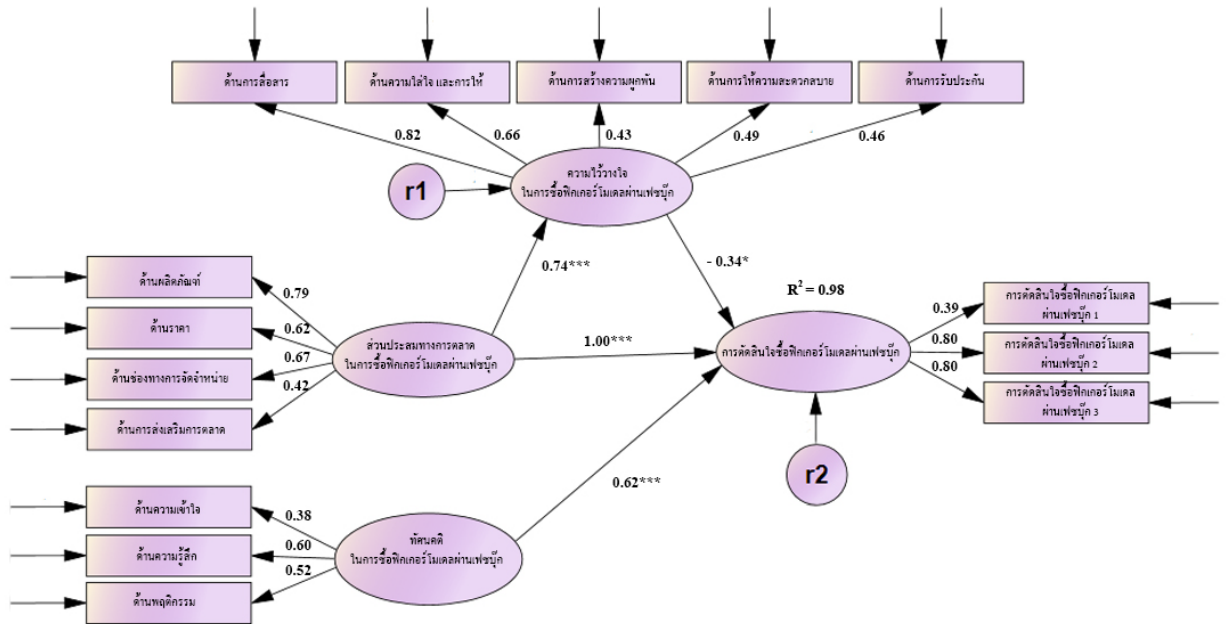 ด้านการสื่อสาร
ด้านความใส่ใจ และการให้
ด้านการสร้างความผูกพัน
ด้านการให้ความสะดวกสบาย
ด้านการรับประกัน
0.82
0.66
0.43
0.49
0.46
ความไว้วางใจ
ในการซื้อฟิกเกอร์โมเดลผ่านเฟซบุ๊ก
r1
0.74***
- 0.34*
ด้านผลิตภัณฑ์
ด้านราคา
ด้านช่องทางการจัดจำหน่าย
ด้านการส่งเสริมการตลาด
0.79
0.62
0.67
0.42
ส่วนประสมทางการตลาด
ในการซื้อฟิกเกอร์โมเดลผ่านเฟซบุ๊ก
1.00***
R² = 0.98
การตัดสินใจซื้อฟิกเกอร์โมเดลผ่านเฟซบุ๊ก
0.39
0.80
0.80
การตัดสินใจซื้อฟิกเกอร์โมเดล
ผ่านเฟซบุ๊ก 1
การตัดสินใจซื้อฟิกเกอร์โมเดล
ผ่านเฟซบุ๊ก 2
การตัดสินใจซื้อฟิกเกอร์โมเดล
ผ่านเฟซบุ๊ก 3
r2
0.62***
ด้านความเข้าใจ
ด้านความรู้สึก
ด้านพฤติกรรม
0.38
0.60
0.52
ทัศนคติ
ในการซื้อฟิกเกอร์โมเดลผ่านเฟซบุ๊ก